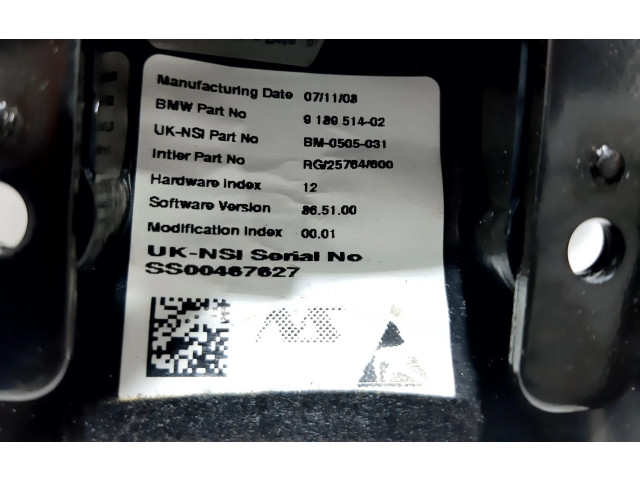 Manufacturing Date 07/11/08
BMW Part No 9 189 514-02
UK-NSI Part No BM-0505-031
Intier Part No RG/25764/600
Hardware Index 12
Software Version 36.51.00
Modification Index 00.01
UK-NSI Serial No
SS00467627
NSI